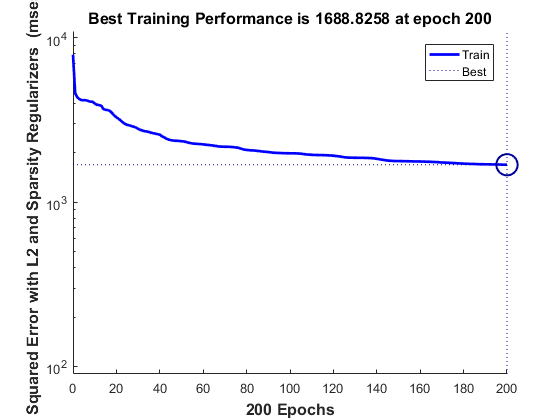 Best Training Performance is 1688.8258 at epoch 200
Squared Error with L2 and Sparsity Regularizers (mse
10^4
10^3
10^2
Train
Best
0 20 40 60 80 100 120 140 160 180 200
200 Epochs